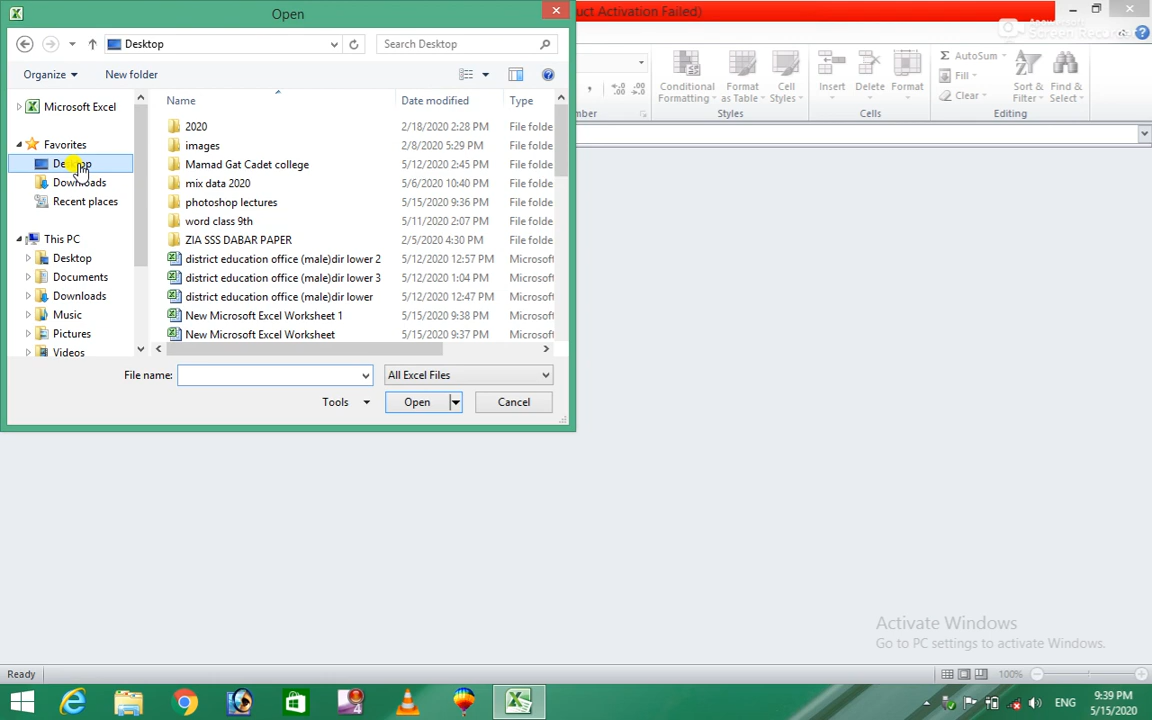 Open
uct Activation Failed)
Desktop
Search Desktop
Organize
New folder
Name
Date modified
Type
Microsoft Excel
Favorites
Desktop
Downloads
Recent places
This PC
Desktop
Documents
Downloads
Music
Pictures
Videos
2020 2/18/2020 2:28 PM File folde
images 2/8/2020 5:29 PM File folde
Mamad Gat Cadet college 5/12/2020 2:45 PM File folde
mix data 2020 5/6/2020 10:40 PM File folde
photoshop lectures 5/15/2020 9:36 PM File folde
word class 9th 5/11/2020 2:07 PM File folde
ZIA SSS DABAR PAPER 2/5/2020 4:30 PM File folde
district education office (male)dir lower 2 5/12/2020 12:57 PM Microsoft
district education office (male)dir lower 3 5/12/2020 1:04 PM Microsoft
district education office (male)dir lower 5/12/2020 12:47 PM Microsoft
New Microsoft Excel Worksheet 1 5/15/2020 9:38 PM Microsoft
New Microsoft Excel Worksheet 5/15/2020 9:37 PM Microsoft
File name:
All Excel Files
Tools
Open
Cancel
Conditional Formatting
Format as Table
Cell Styles
Insert
Delete
Format
AutoSum
Fill
Clear
Sort & Filter
Find & Select
mber
Styles
Cells
Editing
Activate Windows
Go to PC settings to activate Windows.
Ready
100%
ENG
9:39 PM
5/15/2020